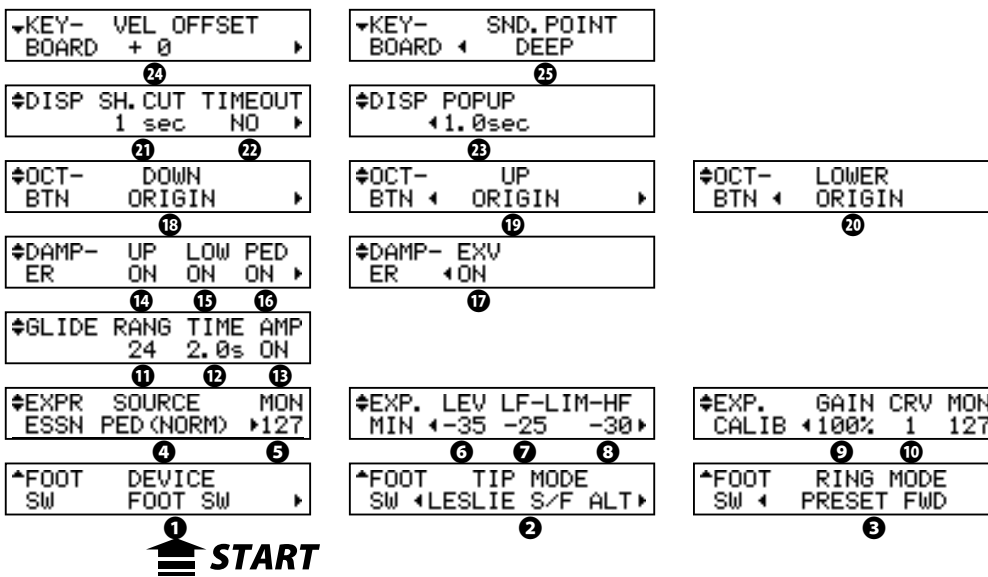 KEY- VEL OFFSET
BOARD + 0
24
KEY- SND.POINT
BOARD DEEP
25
DISP SH.CUT TIMEOUT
1 sec NO
21 22
DISP POPUP
1.0sec
23
OCT- DOWN
BTN ORIGIN
18
OCT- UP
BTN ORIGIN
19
OCT- LOWER
BTN ORIGIN
20
DAMP- UP LOW PED
ER ON ON ON
14 15 16
DAMP- EXV
ER ON
17
GLIDE RANG TIME AMP
24 2.0s ON
11 12 13
EXPR SOURCE MON
ESSN PED(NORM) 127
4 5
EXP. LEV LF-LIM-HF
MIN -35 -25 -30
6 7 8
EXP. GAIN CRV MON
CALIB 100% 1 127
9 10
FOOT DEVICE
SW FOOT SW
1
FOOT TIP MODE
SW LESLIE S/F ALT
2
FOOT RING MODE
SW PRESET FWD
3
START